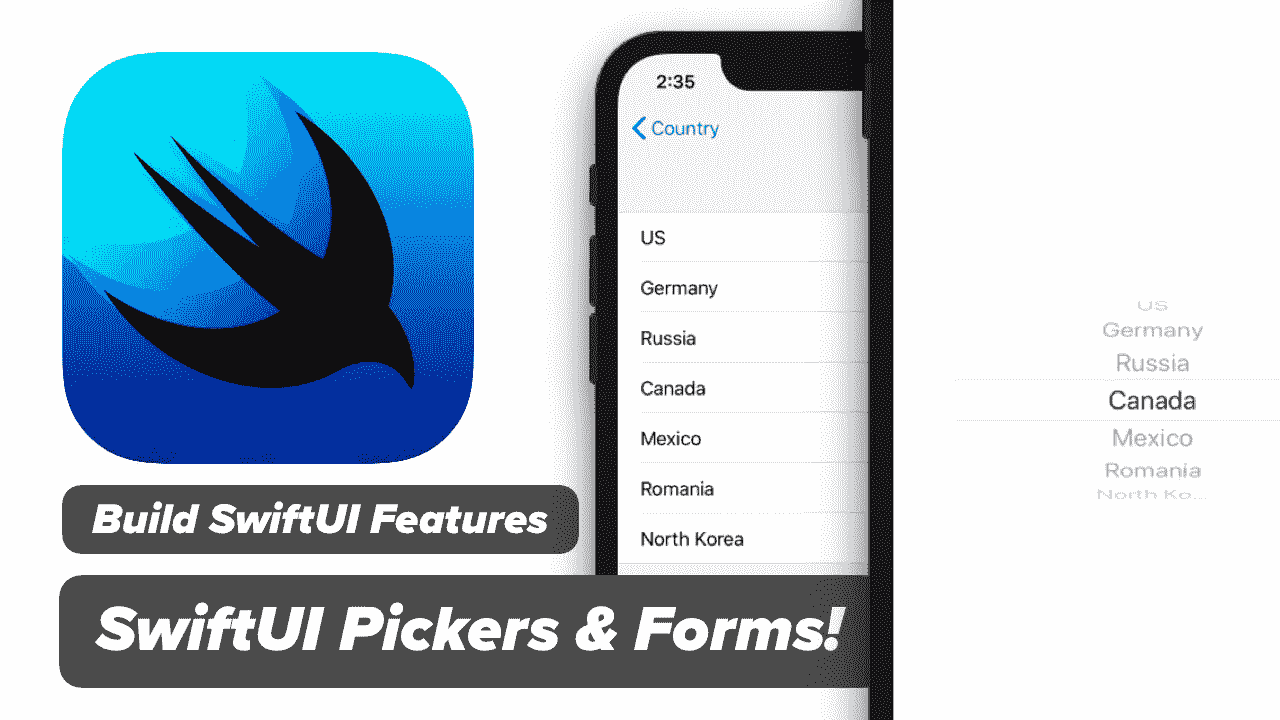 2:35
Country
US
Germany
Russia
Canada
Mexico
Romania
North Korea
US
Germany
Russia
Canada
Mexico
Romania
North Ko...
Build SwiftUI Features
SwiftUI Pickers & Forms!